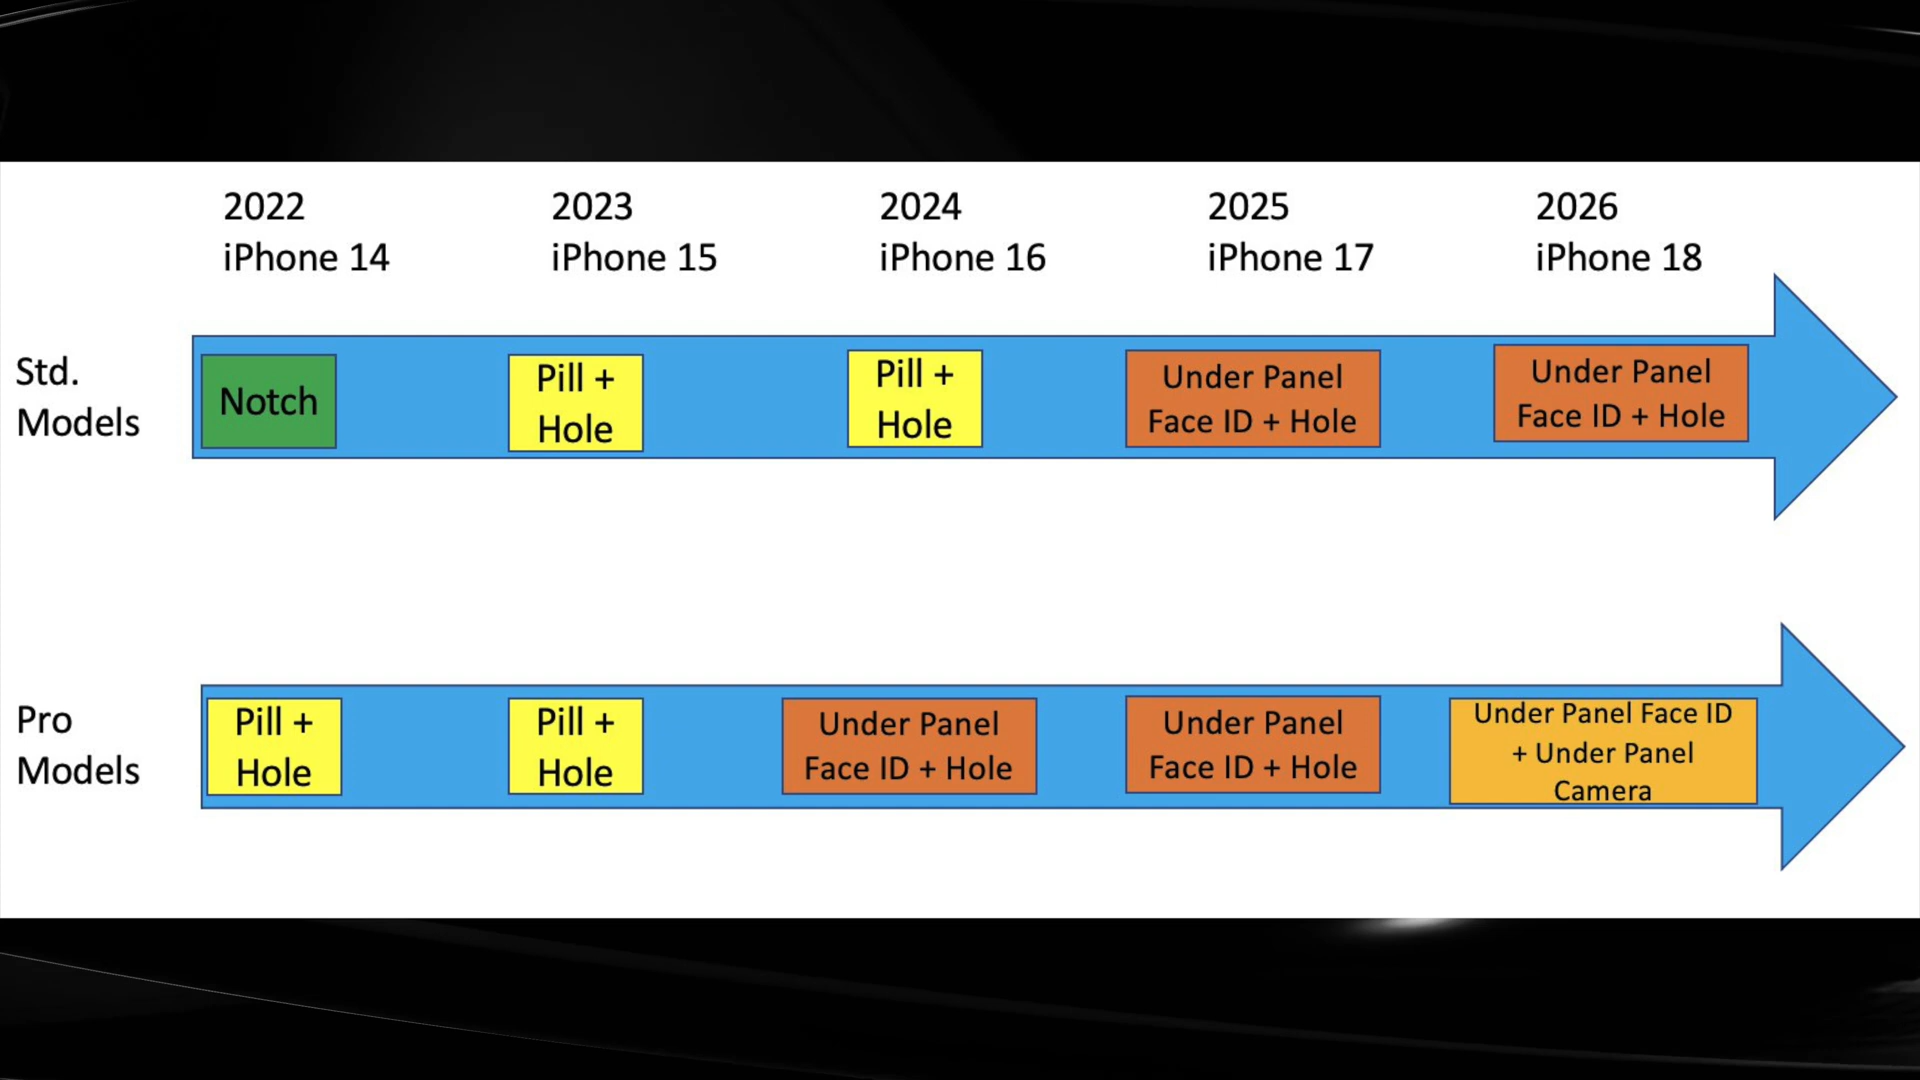 2022
iPhone 14
2023
iPhone 15
2024
iPhone 16
2025
iPhone 17
2026
iPhone 18
Std.
Models
Notch
Pill +
Hole
Pill +
Hole
Under Panel
Face ID + Hole
Under Panel
Face ID + Hole
Pro
Models
Pill +
Hole
Pill +
Hole
Under Panel
Face ID + Hole
Under Panel
Face ID + Hole
Under Panel Face ID
+ Under Panel
Camera